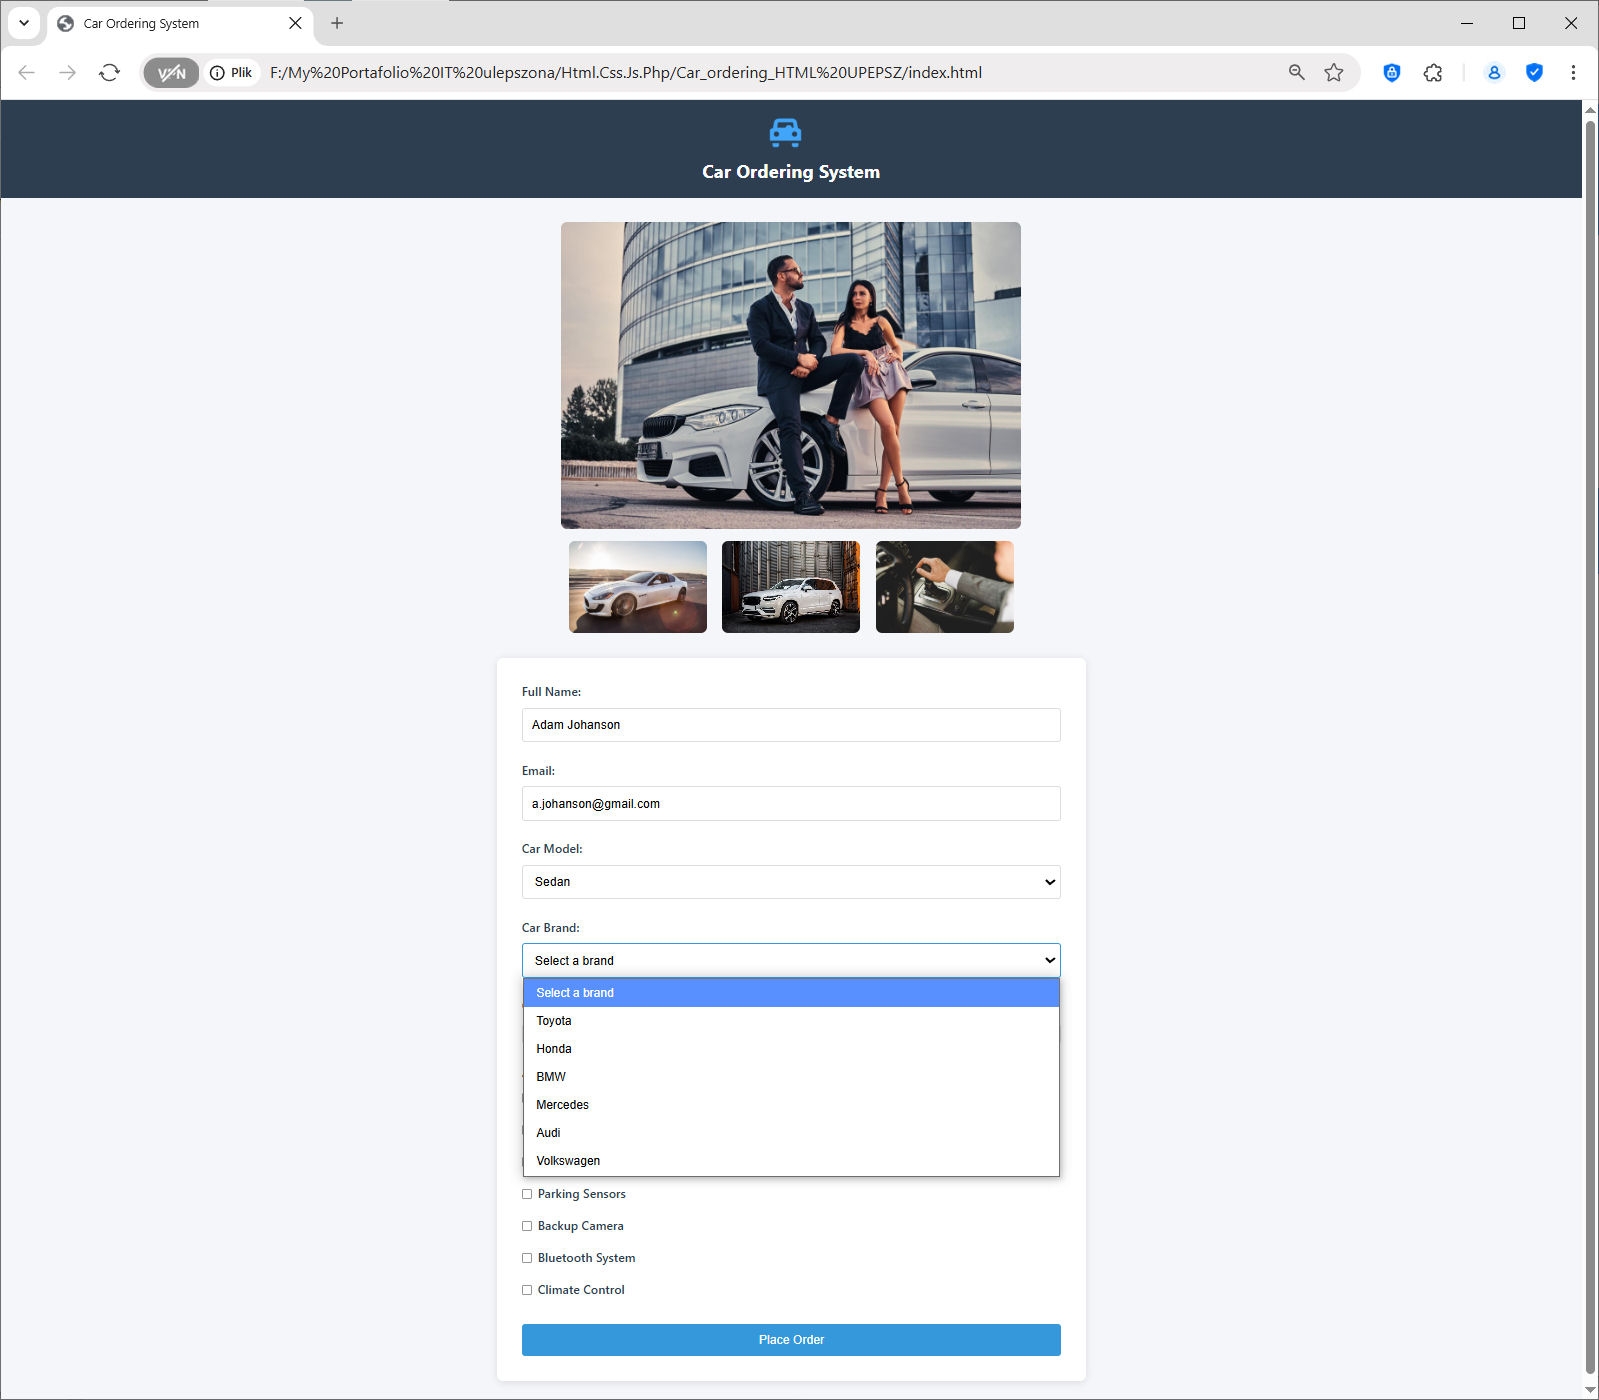 Car Ordering System
VPN
Plik
F:/My%20Portafolio%20IT%20ulepszona/Html.Css.Js.Php/Car_ordering_HTML%20UPEPSZ/index.html
Car Ordering System
Full Name:
Adam Johanson
Email:
a.johanson@gmail.com
Car Model:
Sedan
Car Brand:
Select a brand
Select a brand
Toyota
Honda
BMW
Mercedes
Audi
Volkswagen
Parking Sensors
Backup Camera
Bluetooth System
Climate Control
Place Order